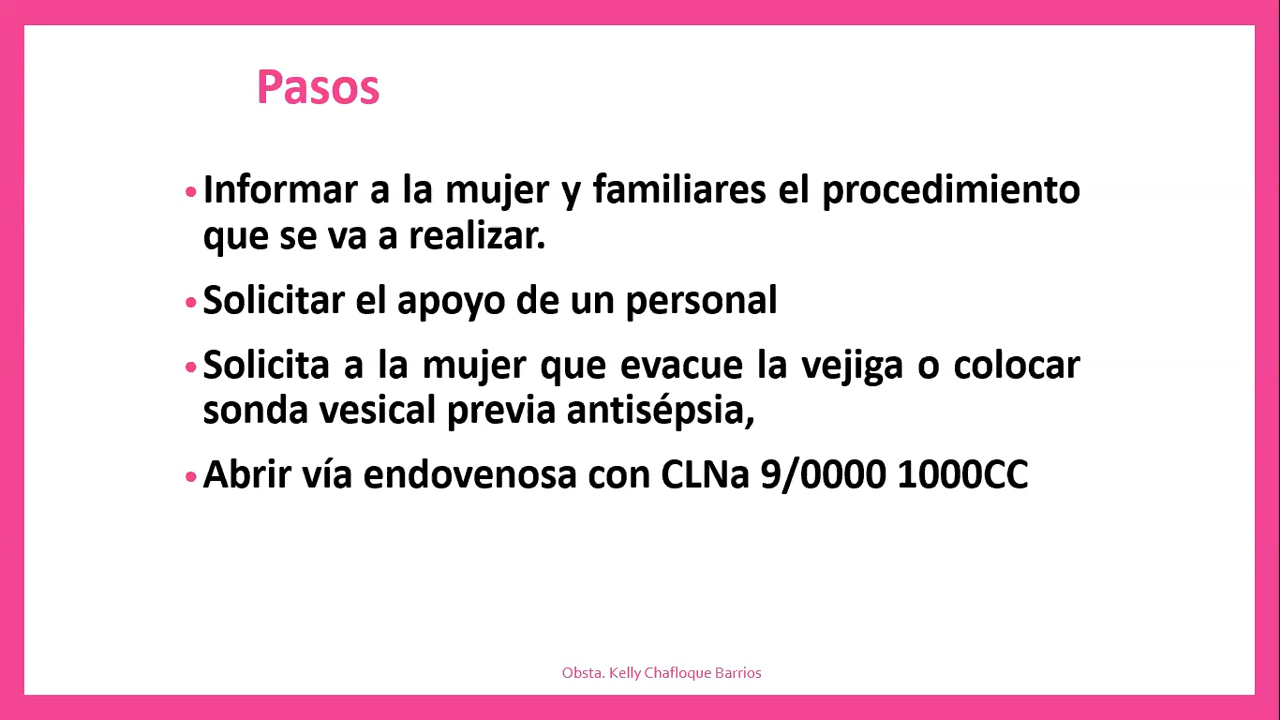 Pasos
•Informar a la mujer y familiares el procedimiento
que se va a realizar.
•Solicitar el apoyo de un personal
•Solicita a la mujer que evacue la vejiga o colocar
sonda vesical previa antisépsia,
•Abrir vía endovenosa con CLNa 9/0000 1000CC
Obsta. Kelly Chafloque Barrios